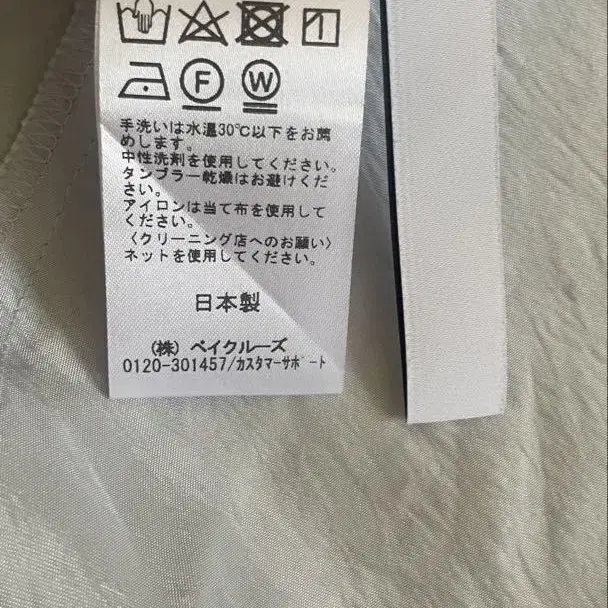 F W
手洗いは水温30℃以下をお薦
めします。
中性洗剤を使用してください。
タンブラー乾燥はお避けくだ
さい。
アイロンは当て布を使用して
ください。
〈クリーニング店へのお願い〉
ネットを使用してください。
日本製
(株) ベイクルーズ
0120-301457/カスタマーサポート